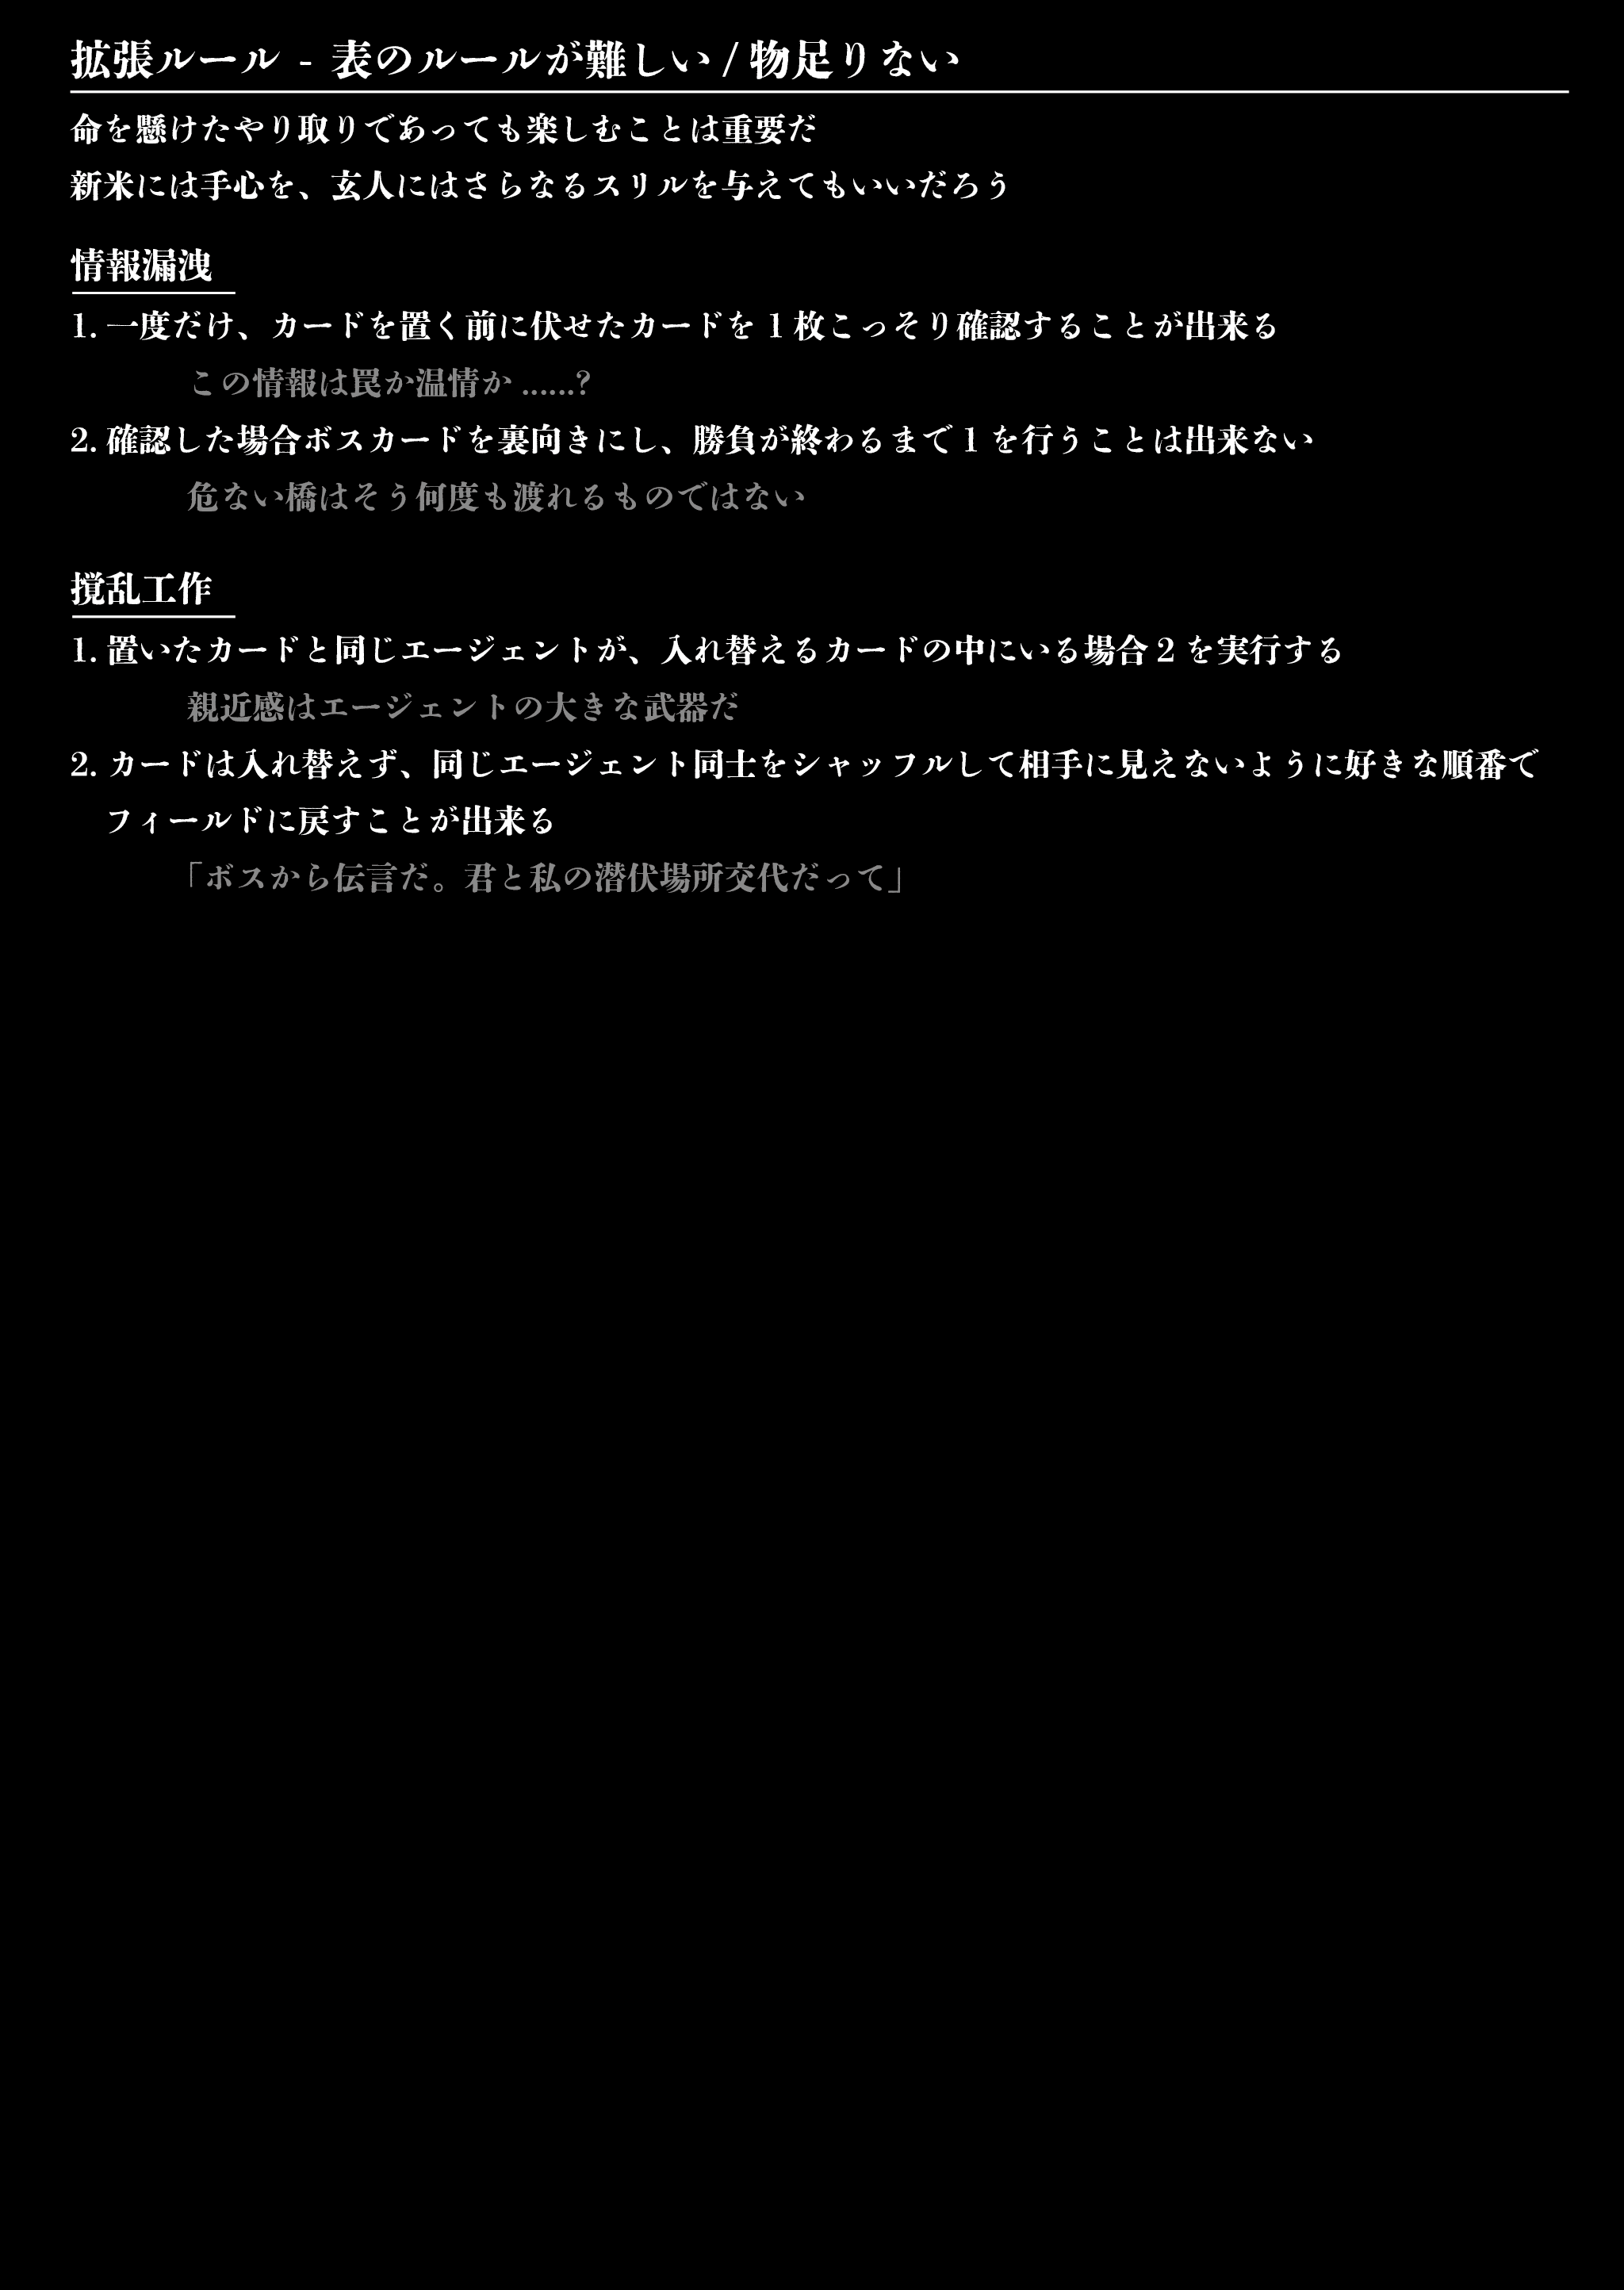 拡張ルール - 表のルールが難しい / 物足りない
命を懸けたやり取りであっても楽しむことは重要だ
新米には手心を、玄人にはさらなるスリルを与えてもいいだろう
情報漏洩
1. 一度だけ、カードを置く前に伏せたカードを 1 枚こっそり確認することが出来る
この情報は罠か温情か ......?
2. 確認した場合ボスカードを裏向きにし、勝負が終わるまで 1 を行うことは出来ない
危ない橋はそう何度も渡れるものではない
撹乱工作
1. 置いたカードと同じエージェントが、入れ替えるカードの中にいる場合 2 を実行する
親近感はエージェントの大きな武器だ
2. カードは入れ替えず、同じエージェント同士をシャッフルして相手に見えないように好きな順番で
フィールドに戻すことが出来る
「ボスから伝言だ。君と私の潜伏場所交代だって」